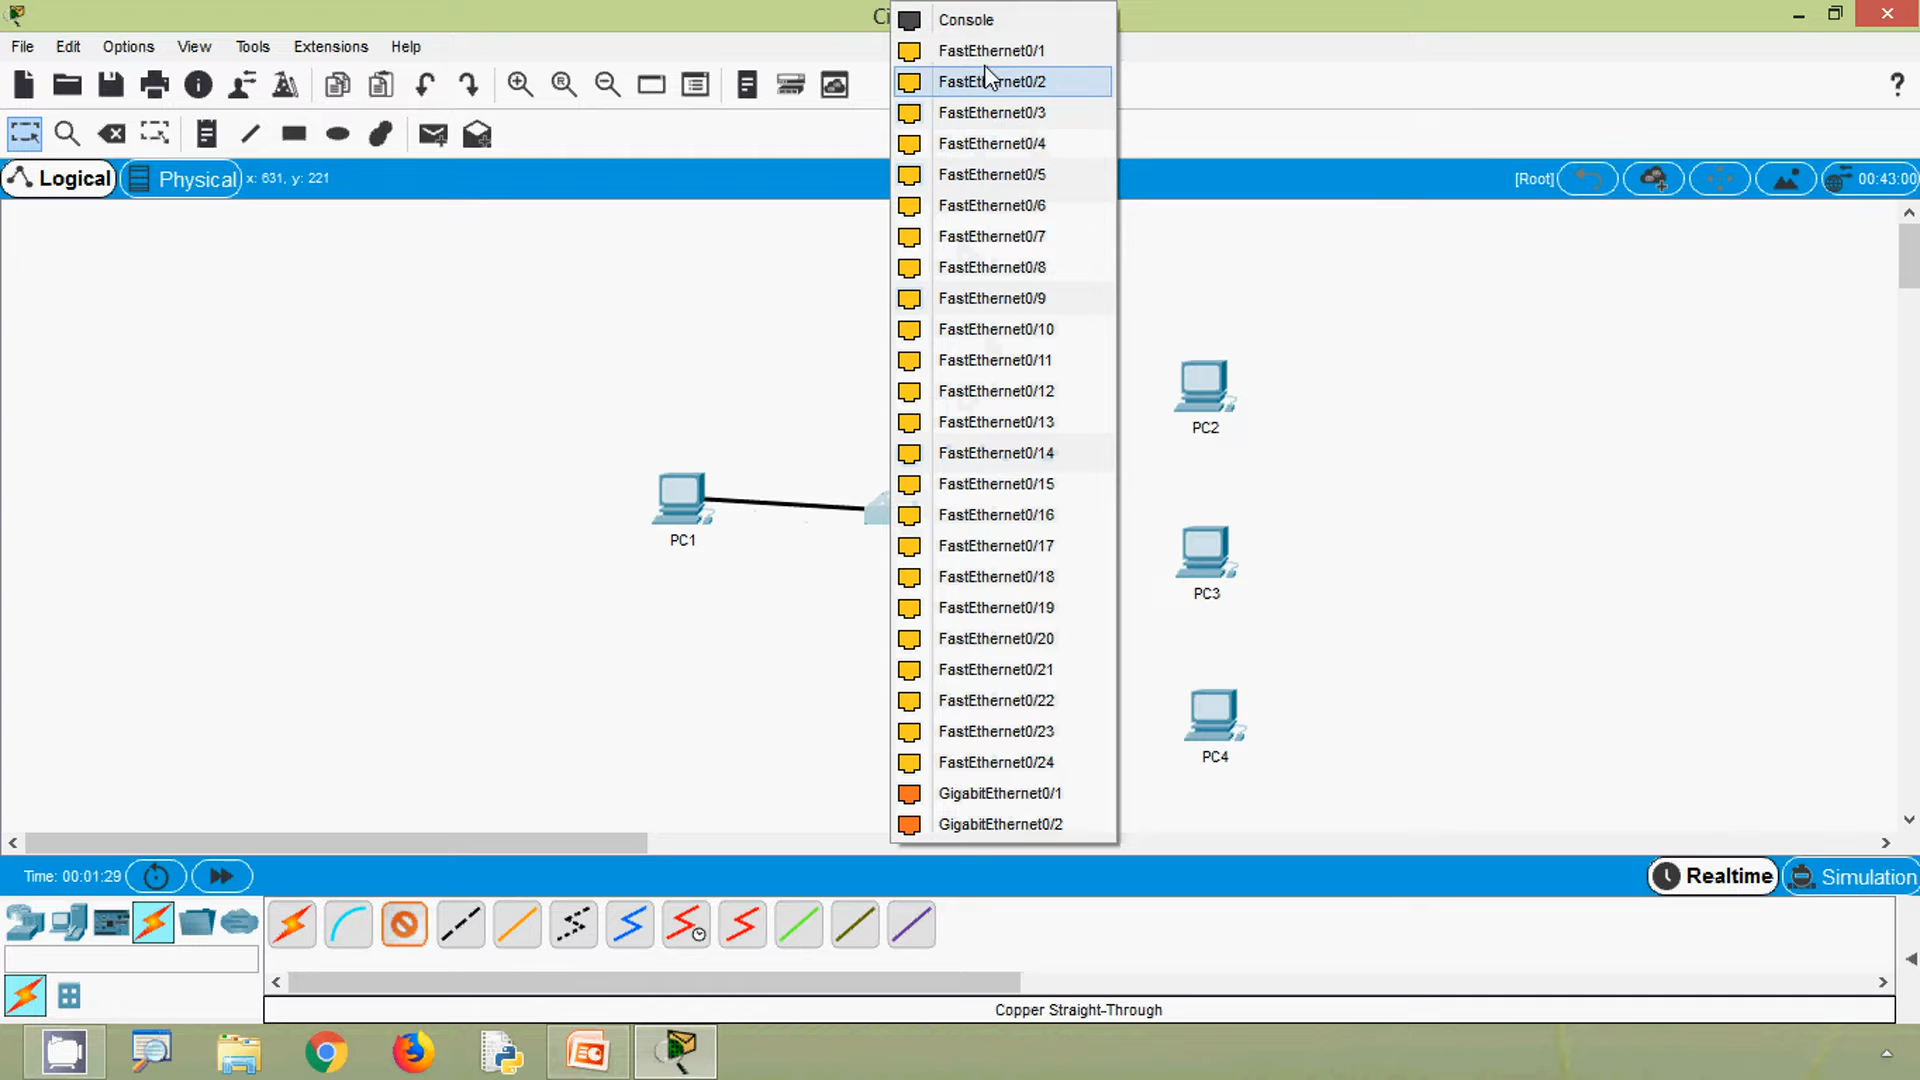 Ci
File Edit Options View Tools Extensions Help
?
Logical Physical x: 631, y: 221 [Root] 00:43:00
Console
FastEthernet0/1
FastEthernet0/2
FastEthernet0/3
FastEthernet0/4
FastEthernet0/5
FastEthernet0/6
FastEthernet0/7
FastEthernet0/8
FastEthernet0/9
FastEthernet0/10
FastEthernet0/11
FastEthernet0/12
FastEthernet0/13
FastEthernet0/14
FastEthernet0/15
FastEthernet0/16
FastEthernet0/17
FastEthernet0/18
FastEthernet0/19
FastEthernet0/20
FastEthernet0/21
FastEthernet0/22
FastEthernet0/23
FastEthernet0/24
GigabitEthernet0/1
GigabitEthernet0/2
PC1
PC2
PC3
PC4
Time: 00:01:29 Realtime Simulation
Copper Straight-Through